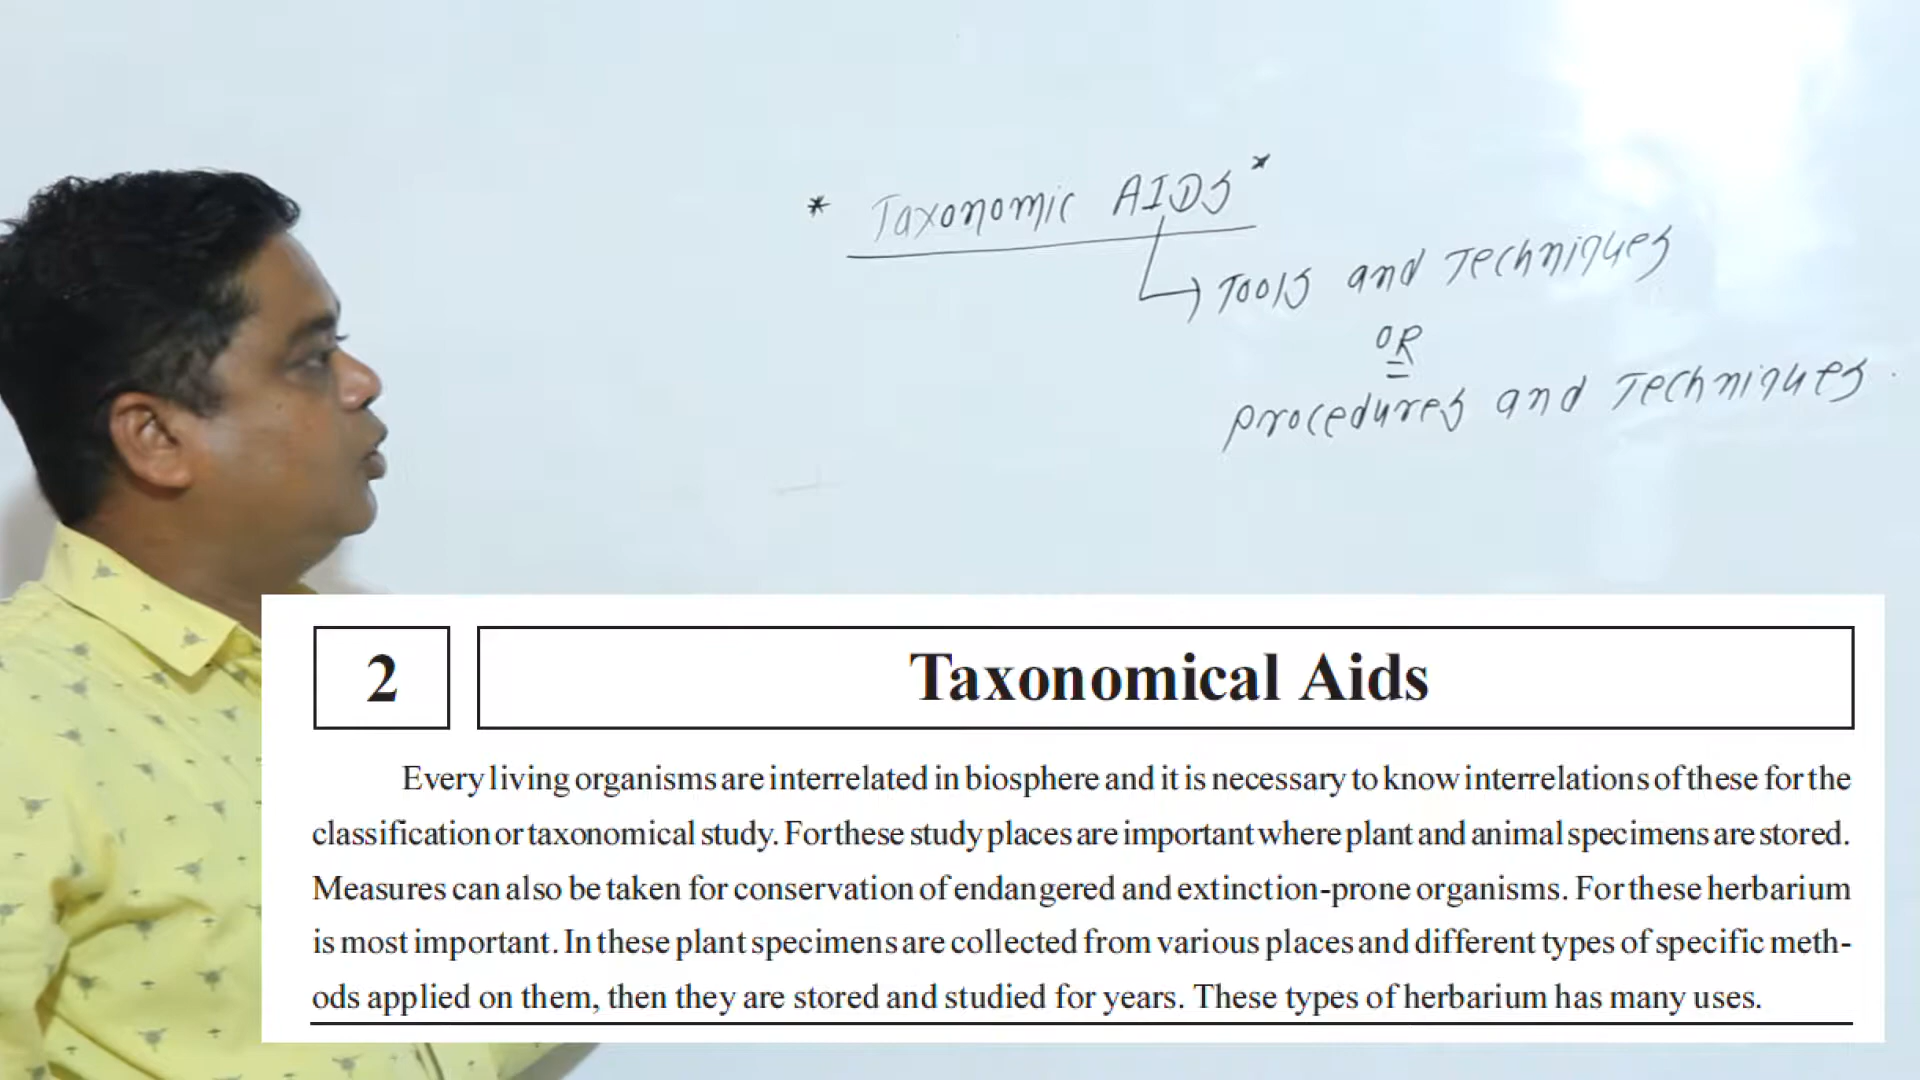 * Taxonomic AIDS *
Tools and Techniques
OR
procedures and Techniques.
2
Taxonomical Aids
Every living organisms are interrelated in biosphere and it is necessary to know interrelations of these for the
classification or taxonomical study. For these study places are important where plant and animal specimens are stored.
Measures can also be taken for conservation of endangered and extinction-prone organisms. For these herbarium
is most important. In these plant specimens are collected from various places and different types of specific meth-
ods applied on them, then they are stored and studied for years. These types of herbarium has many uses.